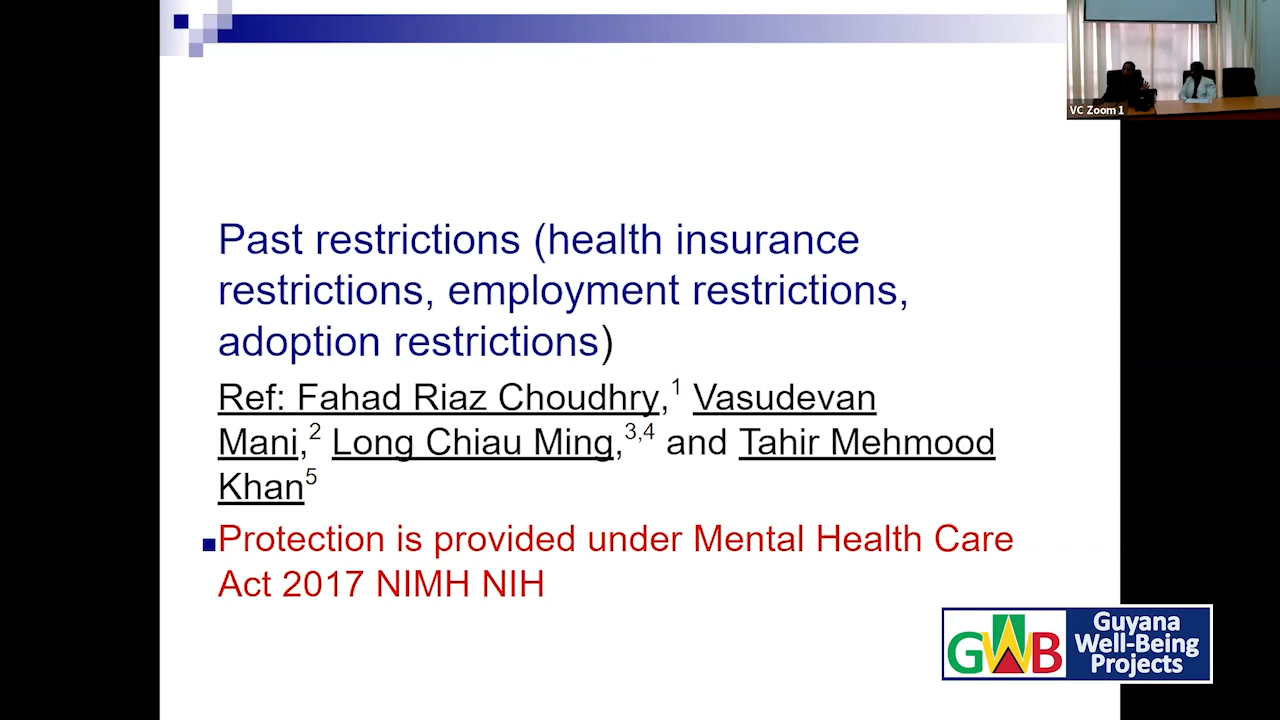 VC Zoom 1
Past restrictions (health insurance
restrictions, employment restrictions,
adoption restrictions)
Ref: Fahad Riaz Choudhry,1 Vasudevan
Mani,2 Long Chiau Ming,3,4 and Tahir Mehmood
Khan5
Protection is provided under Mental Health Care
Act 2017 NIMH NIH
GWB
Guyana
Well-Being
Projects